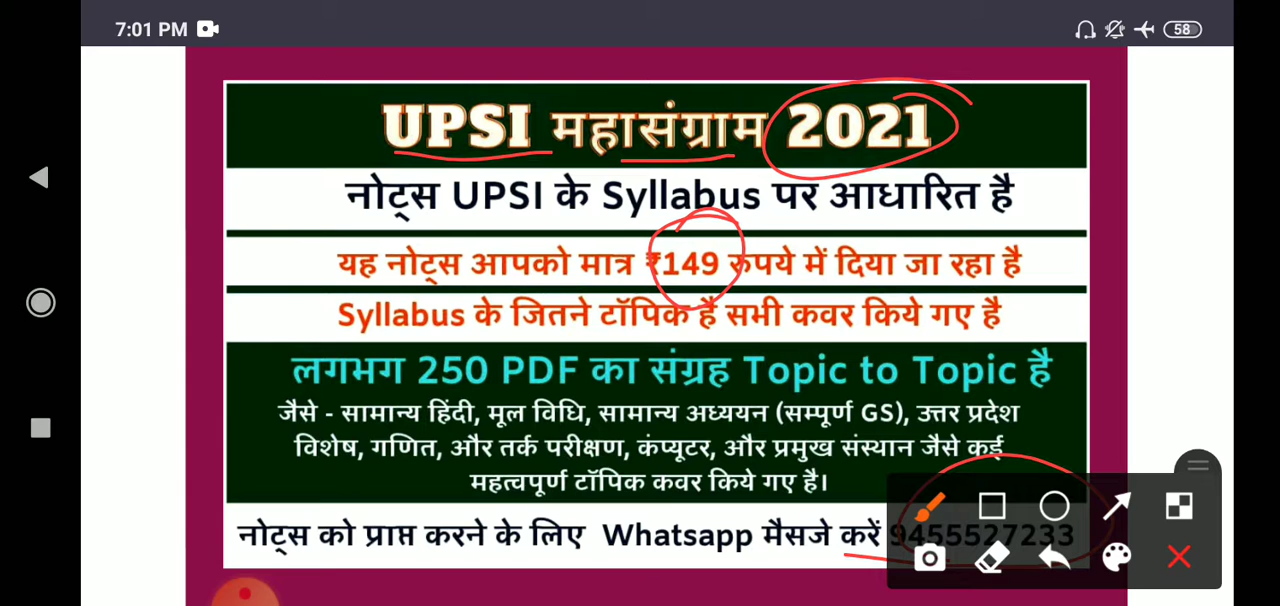 7:01 PM
58
UPSI महासंग्राम 2021
नोट्स UPSI के Syllabus पर आधारित है
यह नोट्स आपको मात्र ₹149 रुपये में दिया जा रहा है
Syllabus के जितने टॉपिक हैं सभी कवर किये गए है
लगभग 250 PDF का संग्रह Topic to Topic है
जैसे - सामान्य हिंदी, मूल विधि, सामान्य अध्ययन (सम्पूर्ण GS), उत्तर प्रदेश
विशेष, गणित, और तर्क परीक्षण, कंप्यूटर, और प्रमुख संस्थान जैसे कई
महत्वपूर्ण टॉपिक कवर किये गए है।
नोट्स को प्राप्त करने के लिए Whatsapp मैसजे करें 9455527233